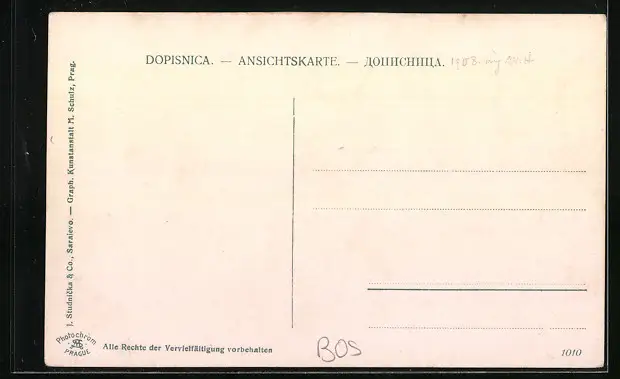 DOPISNICA. — ANSICHTSKARTE. — ДОПИСНИЦА.
J. Studnička & Co., Sarajevo. — Graph. Kunstanstalt M. Schulz, Prag.
Photochrom
PRAGUE
Alle Rechte der Vervielfältigung vorbehalten
BOS
1010